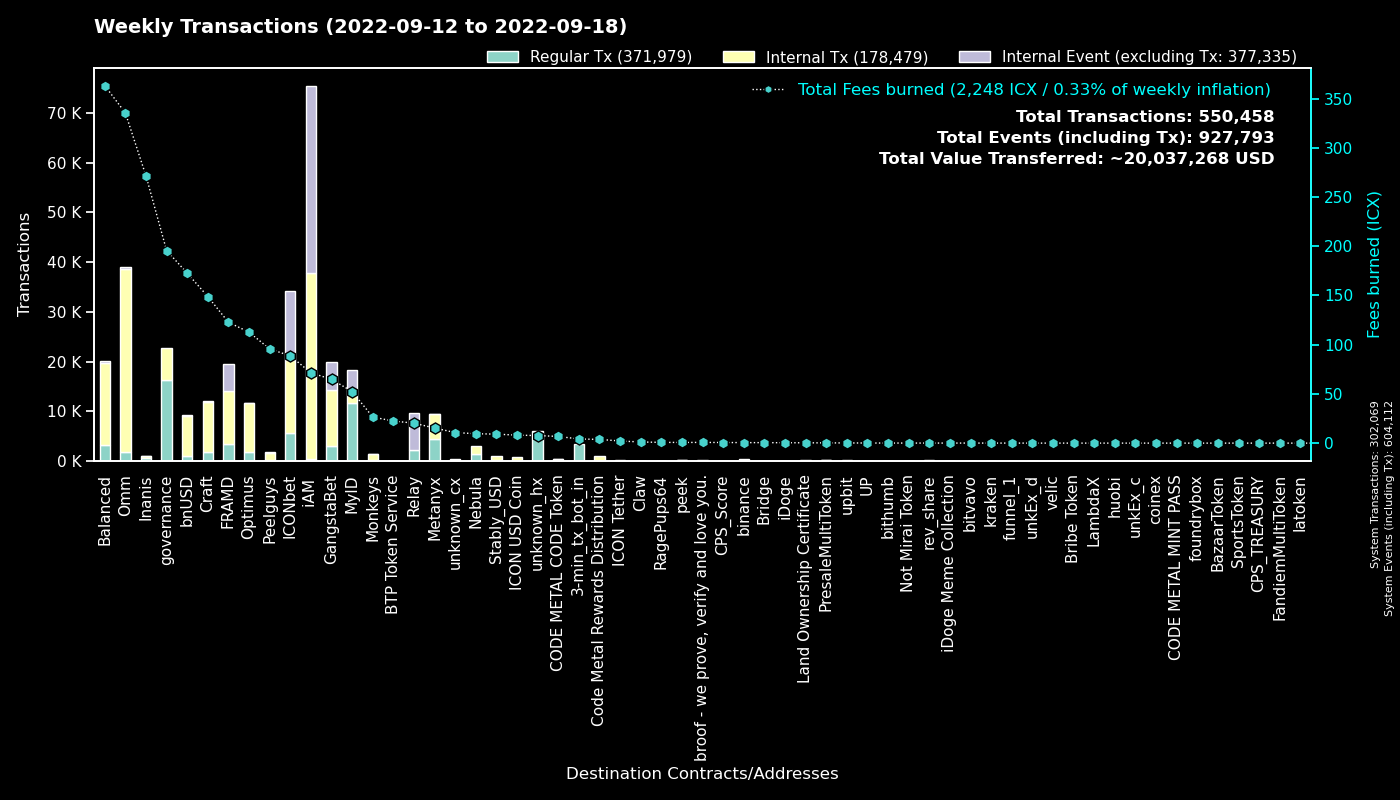 Weekly Transactions (2022-09-12 to 2022-09-18)
Regular Tx (371,979)
Internal Tx (178,479)
Internal Event (excluding Tx: 377,335)
Total Fees burned (2,248 ICX / 0.33% of weekly inflation)
Total Transactions: 550,458
Total Events (including Tx): 927,793
Total Value Transferred: ~20,037,268 USD
Transactions
70 K
60 K
50 K
40 K
30 K
20 K
10 K
0 K
350
300
250
200
150
100
50
0
Fees burned (ICX)
System Transactions: 302,069
System Events (including Tx): 604,112
Balanced
Omm
Inanis
governance
bnUSD
Craft
FRAMD
Optimus
Peelguys
ICONbet
iAM
GangstaBet
MyID
Monkeys
BTP Token Service
Relay
Metanyx
unknown_cx
Nebula
Stably_USD
ICON USD Coin
unknown_hx
CODE METAL CODE Token
3-min_tx_bot_in
Code Metal Rewards Distribution
ICON Tether
Claw
RagePups64
peek
broof - we prove, verify and love you.
CPS_Score
binance
Bridge
iDoge
Land Ownership Certificate
PresaleMultiToken
upbit
UP
bithumb
Not Mirai Token
rev_share
iDoge Meme Collection
bitvavo
kraken
funnel_1
unkEx_d
velic
Bribe Token
LambdaX
huobi
unkEx_c
coinex
CODE METAL MINT PASS
foundrybox
BazaarToken
SportsToken
CPS_TREASURY
FandiemMultiToken
latoken
Destination Contracts/Addresses